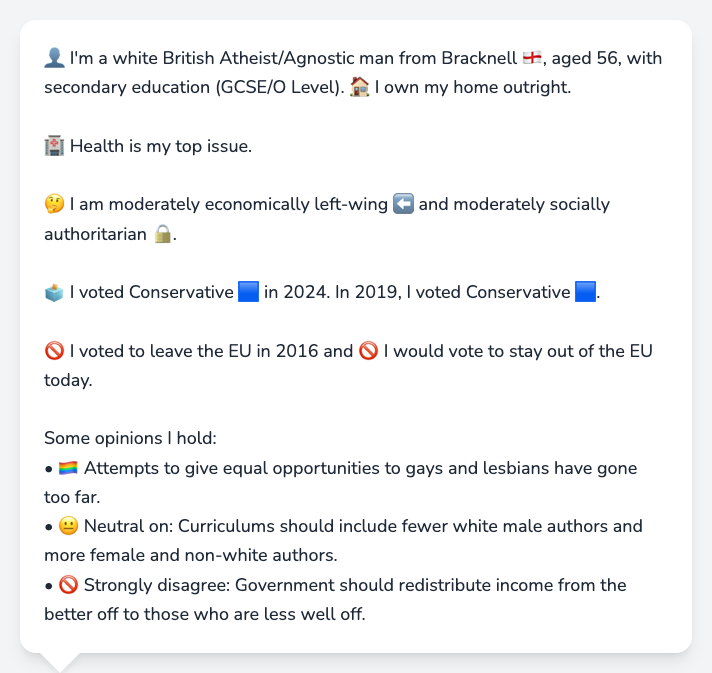 👤 I'm a white British Atheist/Agnostic man from Bracknell 🏴󠁧󠁢󠁥󠁮󠁧󠁿, aged 56, with
secondary education (GCSE/O Level). 🏠 I own my home outright.
🏥 Health is my top issue.
🤔 I am moderately economically left-wing ⬅️ and moderately socially
authoritarian 🔒.
🗳️ I voted Conservative 🟦 in 2024. In 2019, I voted Conservative 🟦.
🚫 I voted to leave the EU in 2016 and 🚫 I would vote to stay out of the EU
today.
Some opinions I hold:
• 🏳️‍🌈 Attempts to give equal opportunities to gays and lesbians have gone
too far.
• 😐 Neutral on: Curriculums should include fewer white male authors and
more female and non-white authors.
• 🚫 Strongly disagree: Government should redistribute income from the
better off to those who are less well off.